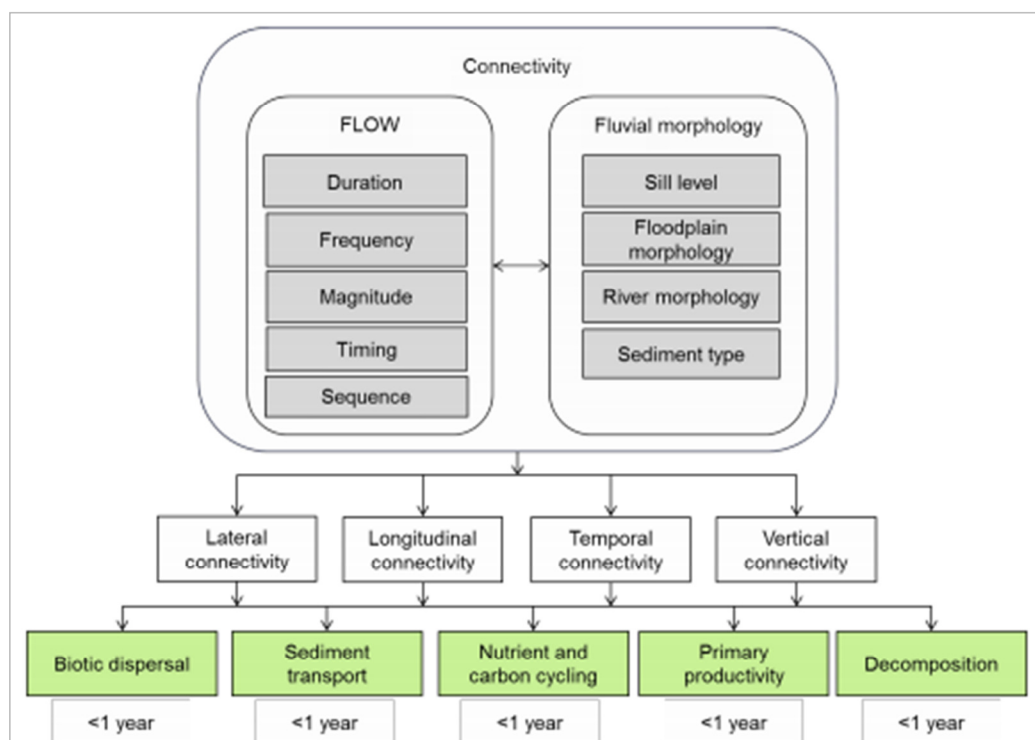 Connectivity
FLOW
Duration
Frequency
Magnitude
Timing
Sequence
Fluvial morphology
Sill level
Floodplain
morphology
River morphology
Sediment type
Lateral
connectivity
Longitudinal
connectivity
Temporal
connectivity
Vertical
connectivity
Biotic dispersal
Sediment
transport
Nutrient and
carbon cycling
Primary
productivity
Decomposition
<1 year
<1 year
<1 year
<1 year
<1 year